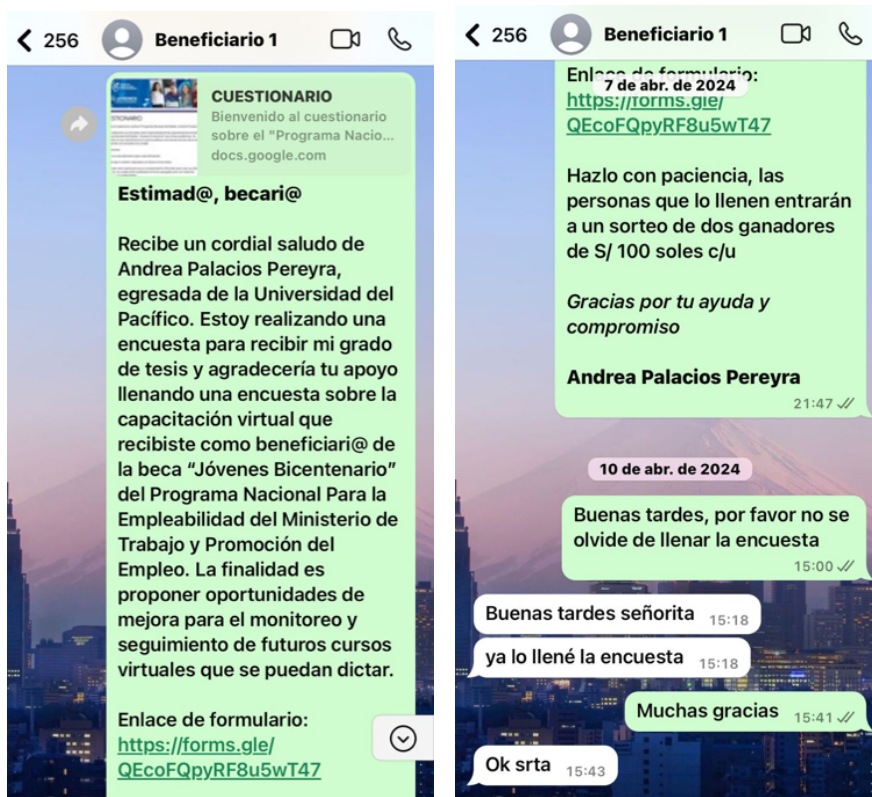 256
Beneficiario 1
CUESTIONARIO
Bienvenido al cuestionario
sobre el "Programa Nacio...
docs.google.com
Estimad@, becari@
Recibe un cordial saludo de
Andrea Palacios Pereyra,
egresada de la Universidad del
Pacífico. Estoy realizando una
encuesta para recibir mi grado
de tesis y agradecería tu apoyo
llenando una encuesta sobre la
capacitación virtual que
recibiste como beneficiari@ de
la beca “Jóvenes Bicentenario”
del Programa Nacional Para la
Empleabilidad del Ministerio de
Trabajo y Promoción del
Empleo. La finalidad es
proponer oportunidades de
mejora para el monitoreo y
seguimiento de futuros cursos
virtuales que se puedan dictar.
Enlace de formulario:
https://forms.gle/
QEcoFQpyRF8u5wT47
256
Beneficiario 1
Enlace de formulario:
7 de abr. de 2024
https://forms.gle/
QEcoFQpyRF8u5wT47
Hazlo con paciencia, las
personas que lo llenen entrarán
a un sorteo de dos ganadores
de S/ 100 soles c/u
Gracias por tu ayuda y
compromiso
Andrea Palacios Pereyra
21:47
10 de abr. de 2024
Buenas tardes, por favor no se
olvide de llenar la encuesta
15:00
Buenas tardes señorita 15:18
ya lo llené la encuesta 15:18
Muchas gracias 15:41
Ok srta 15:43